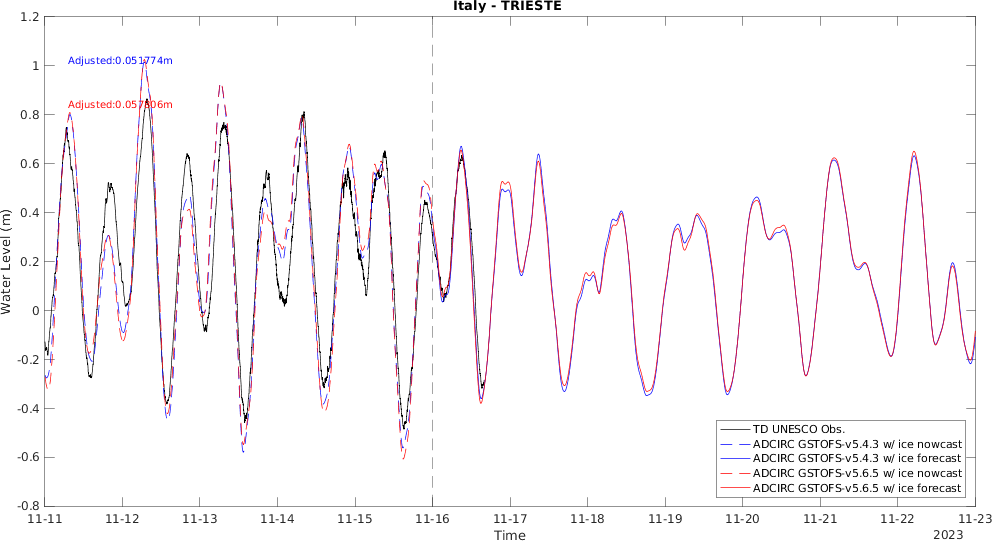 Italy - TRIESTE
1.2
1
0.8
0.6
0.4
0.2
0
-0.2
-0.4
-0.6
-0.8
Water Level (m)
Adjusted:0.051774m
Adjusted:0.057506m
TD UNESCO Obs.
ADCIRC GSTOFS-v5.4.3 w/ ice nowcast
ADCIRC GSTOFS-v5.4.3 w/ ice forecast
ADCIRC GSTOFS-v5.6.5 w/ ice nowcast
ADCIRC GSTOFS-v5.6.5 w/ ice forecast
11-11 11-12 11-13 11-14 11-15 11-16 11-17 11-18 11-19 11-20 11-21 11-22 11-23
Time
2023